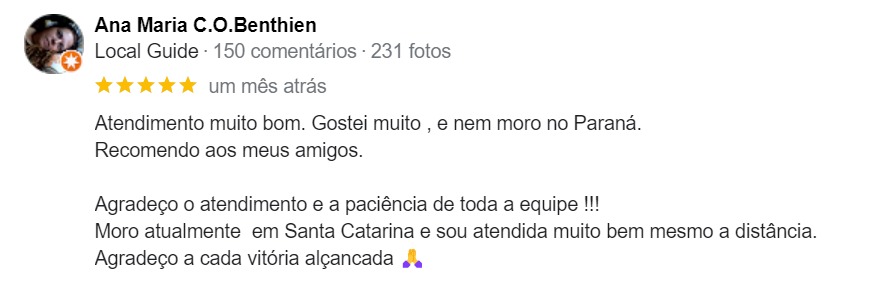 Ana Maria C.O.Benthien
Local Guide · 150 comentários · 231 fotos
um mês atrás
Atendimento muito bom. Gostei muito , e nem moro no Paraná.
Recomendo aos meus amigos.
Agradeço o atendimento e a paciência de toda a equipe !!!
Moro atualmente  em Santa Catarina e sou atendida muito bem mesmo a distância.
Agradeço a cada vitória alçancada 🙏